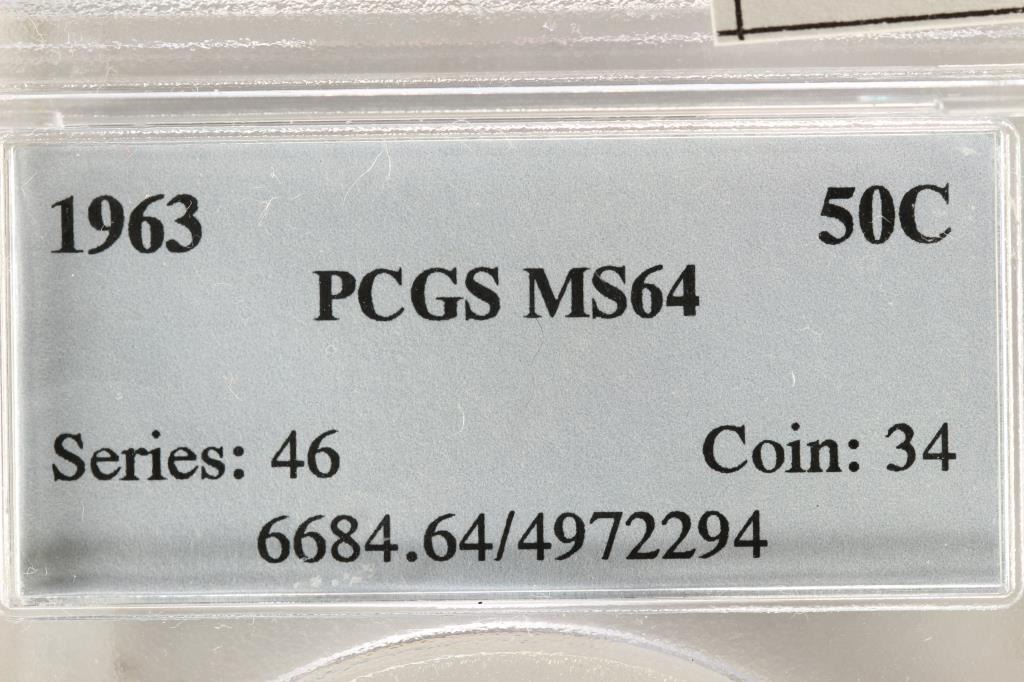 1963 50C
PCGS MS64
Series: 46 Coin: 34
6684.64/4972294